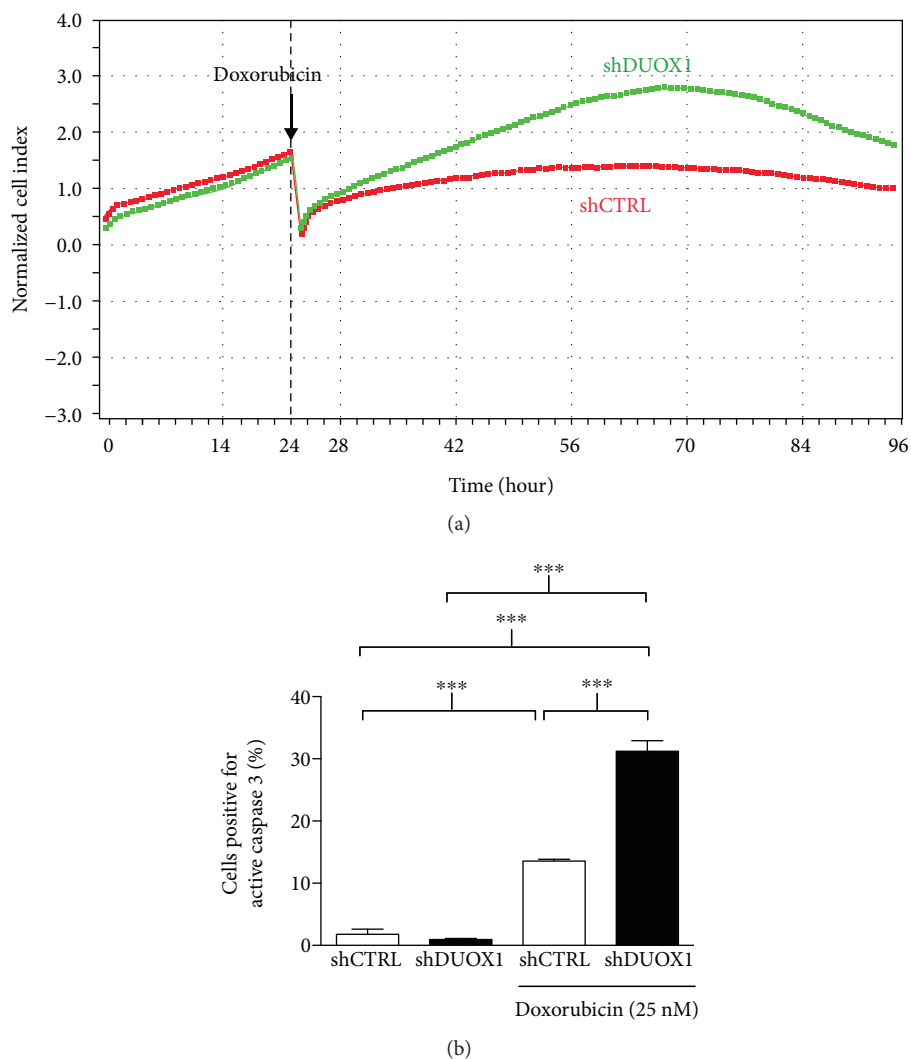 4.0
3.0
2.0
1.0
0.0
−1.0
−2.0
−3.0
Normalized cell index
Doxorubicin
shDUOX1
shCTRL
0 14 24 28 42 56 70 84 96
Time (hour)
(a)
***
***
*** ***
40
30
20
10
0
Cells positive for
active caspase 3 (%)
shCTRL shDUOX1 shCTRL shDUOX1
Doxorubicin (25 nM)
(b)